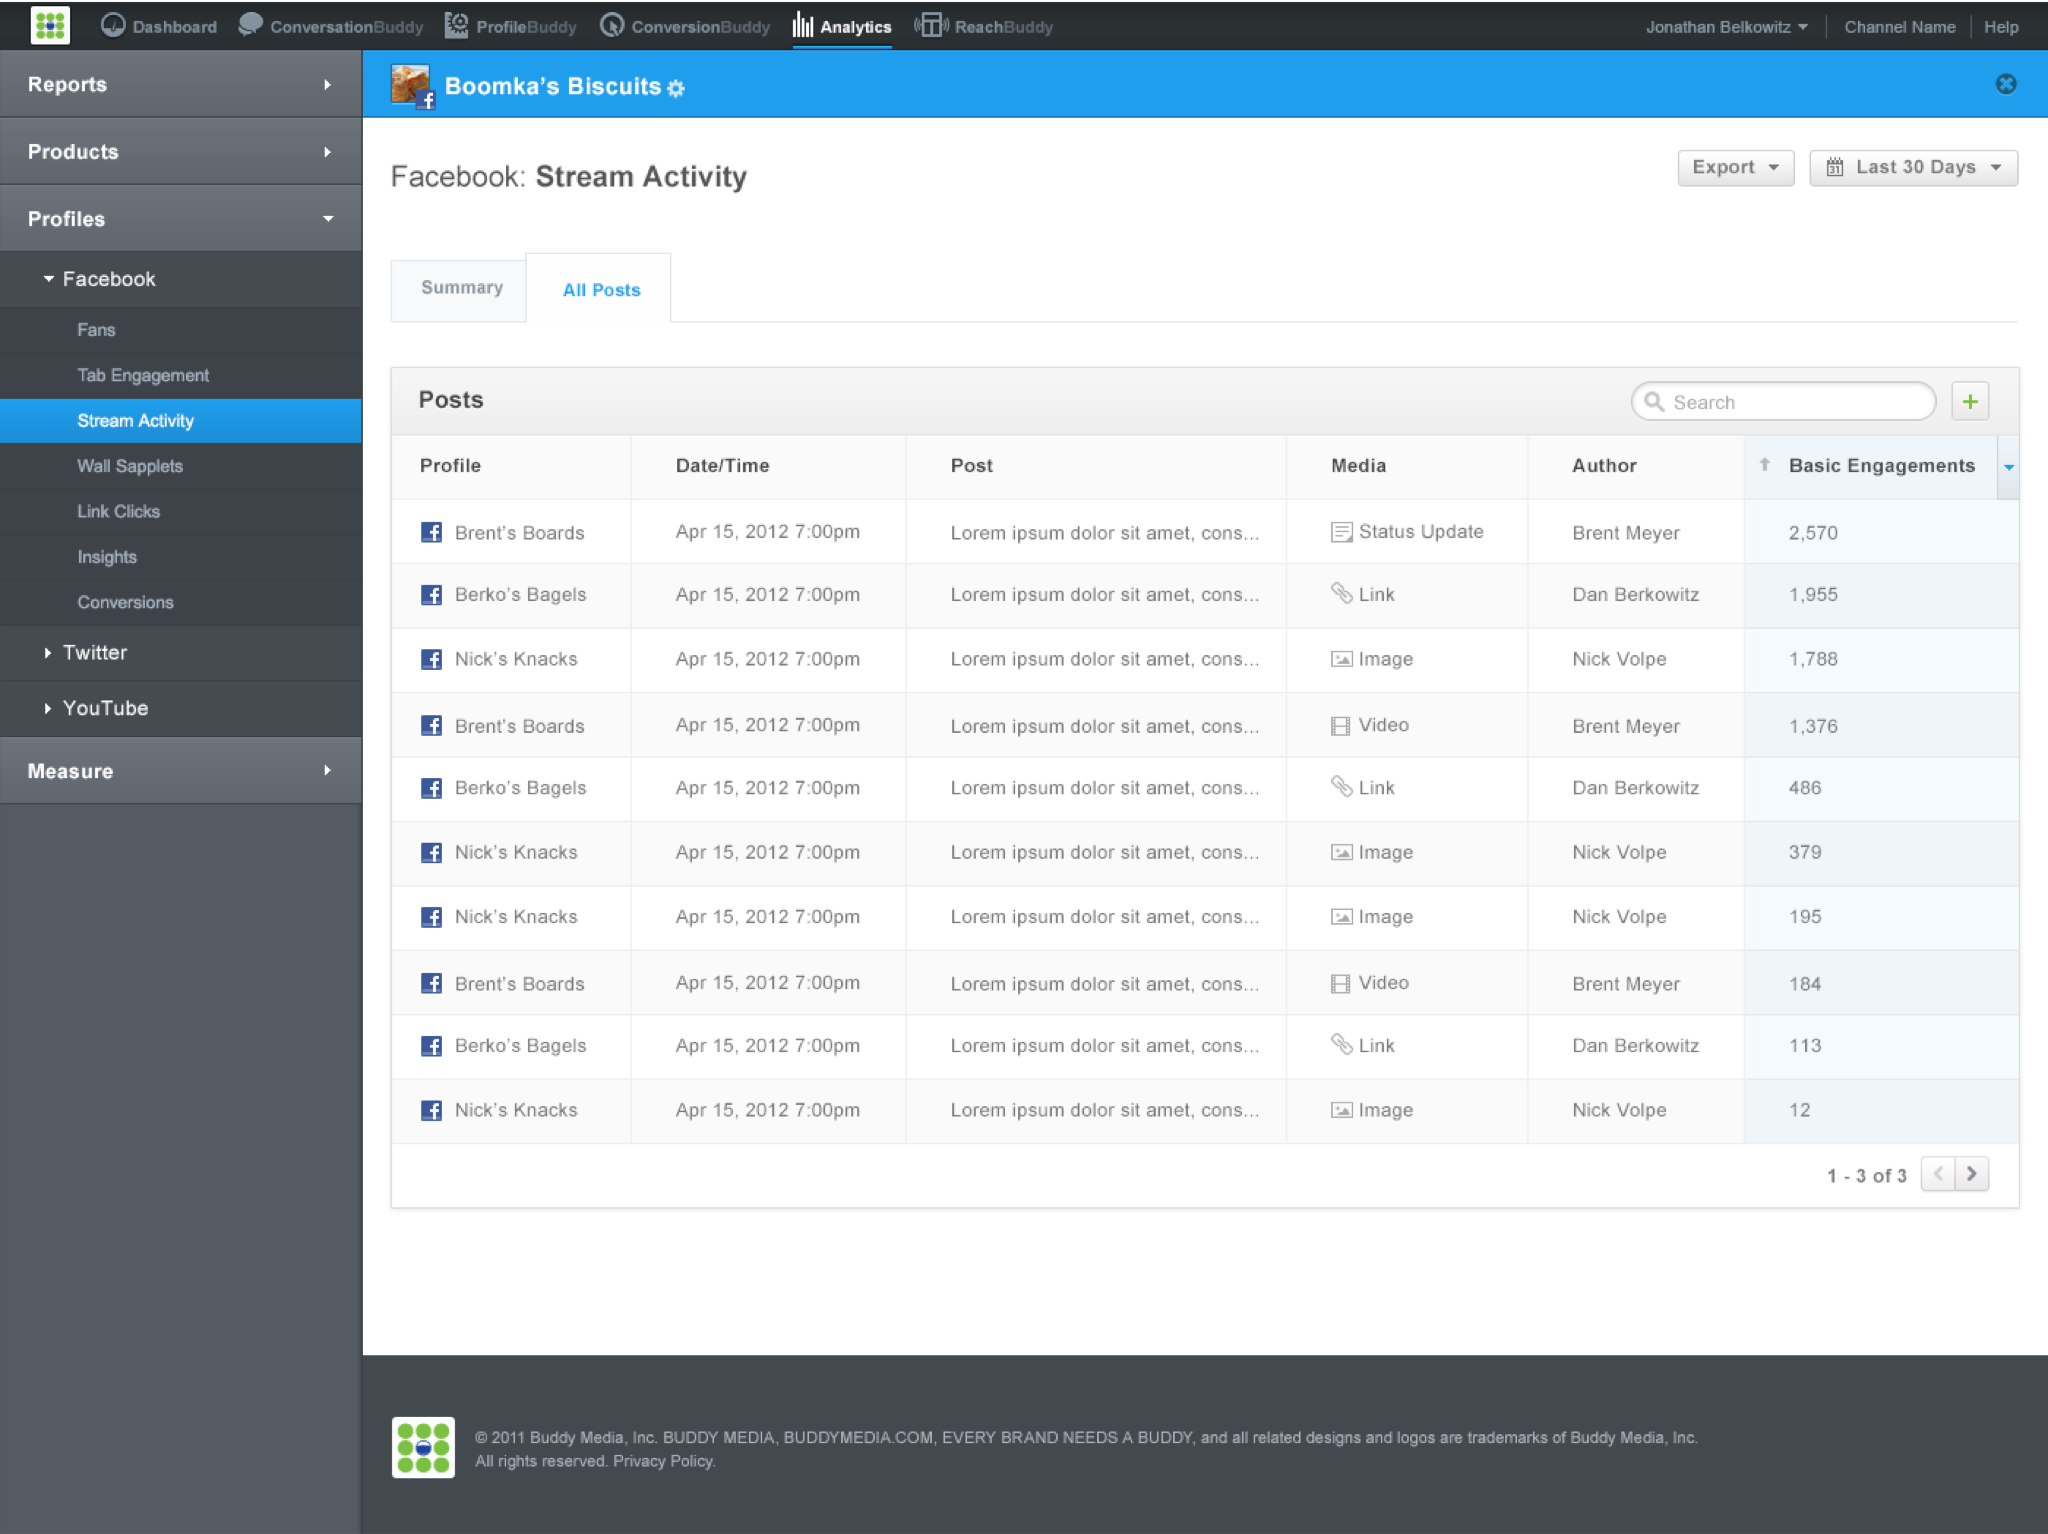 Dashboard ConversationBuddy ProfileBuddy ConversionBuddy Analytics ReachBuddy Jonathan Belkowitz Channel Name Help
Reports
Products
Profiles
Facebook
Fans
Tab Engagement
Stream Activity
Wall Sapplets
Link Clicks
Insights
Conversions
Twitter
YouTube
Measure
Boomka's Biscuits
Facebook: Stream Activity
Export 31 Last 30 Days
Summary All Posts
Posts Search +
Profile Date/Time Post Media Author Basic Engagements
Brent's Boards Apr 15, 2012 7:00pm Lorem ipsum dolor sit amet, cons... Status Update Brent Meyer 2,570
Berko's Bagels Apr 15, 2012 7:00pm Lorem ipsum dolor sit amet, cons... Link Dan Berkowitz 1,955
Nick's Knacks Apr 15, 2012 7:00pm Lorem ipsum dolor sit amet, cons... Image Nick Volpe 1,788
Brent's Boards Apr 15, 2012 7:00pm Lorem ipsum dolor sit amet, cons... Video Brent Meyer 1,376
Berko's Bagels Apr 15, 2012 7:00pm Lorem ipsum dolor sit amet, cons... Link Dan Berkowitz 486
Nick's Knacks Apr 15, 2012 7:00pm Lorem ipsum dolor sit amet, cons... Image Nick Volpe 379
Nick's Knacks Apr 15, 2012 7:00pm Lorem ipsum dolor sit amet, cons... Image Nick Volpe 195
Brent's Boards Apr 15, 2012 7:00pm Lorem ipsum dolor sit amet, cons... Video Brent Meyer 184
Berko's Bagels Apr 15, 2012 7:00pm Lorem ipsum dolor sit amet, cons... Link Dan Berkowitz 113
Nick's Knacks Apr 15, 2012 7:00pm Lorem ipsum dolor sit amet, cons... Image Nick Volpe 12
1 - 3 of 3
© 2011 Buddy Media, Inc. BUDDY MEDIA, BUDDYMEDIA.COM, EVERY BRAND NEEDS A BUDDY, and all related designs and logos are trademarks of Buddy Media, Inc.
All rights reserved. Privacy Policy.